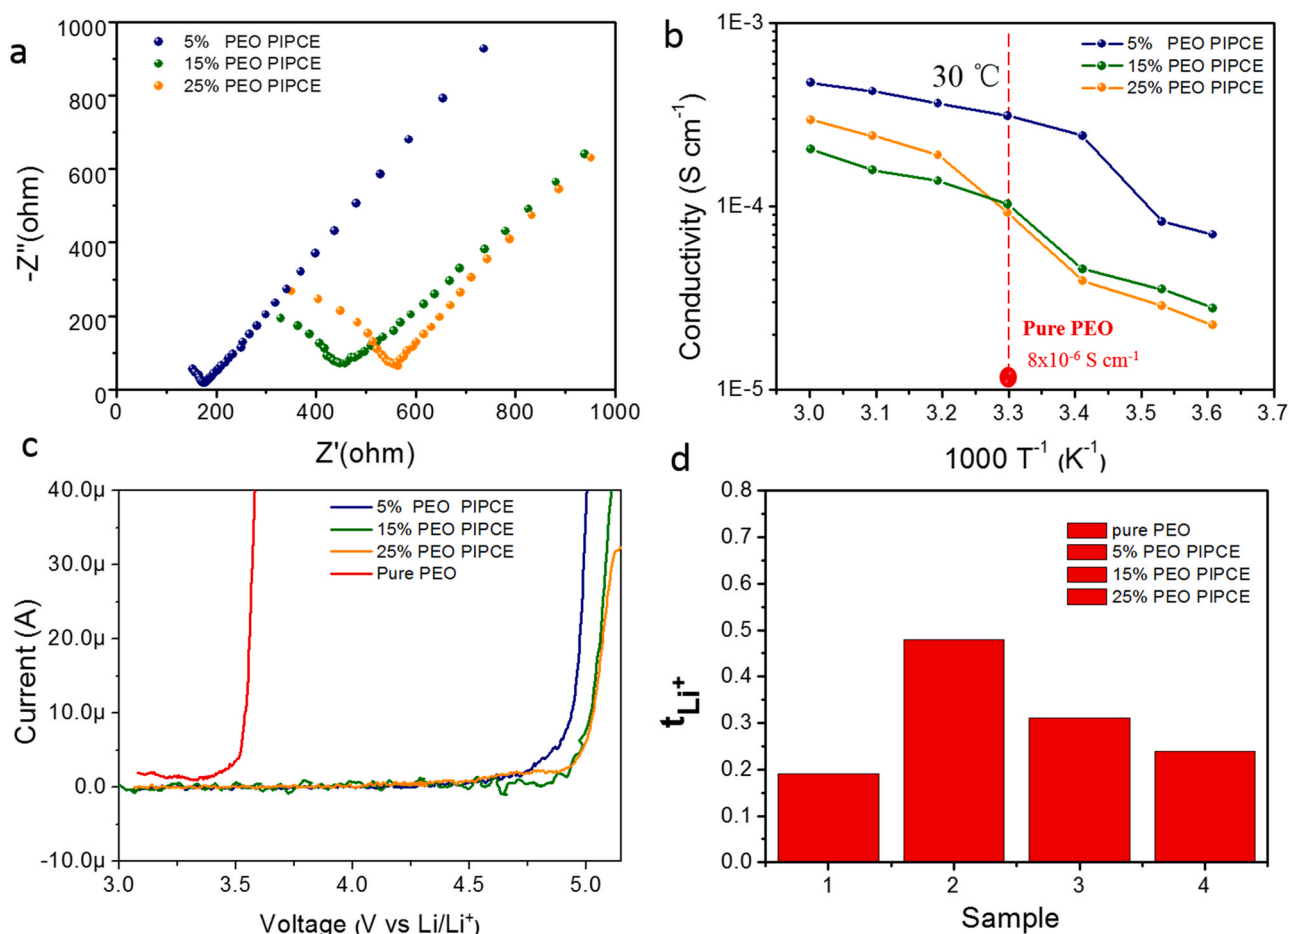 a
1000
800
600
400
200
0
-Z''(ohm)
5% PEO PIPCE
15% PEO PIPCE
25% PEO PIPCE
0 200 400 600 800 1000
Z'(ohm)
b
1E-3
1E-4
1E-5
Conductivity (S cm⁻¹)
30 ℃
5% PEO PIPCE
15% PEO PIPCE
25% PEO PIPCE
Pure PEO
8x10⁻⁶ S cm⁻¹
3.0 3.1 3.2 3.3 3.4 3.5 3.6 3.7
1000 T⁻¹ (K⁻¹)
c
40.0µ
30.0µ
20.0µ
10.0µ
0.0
-10.0µ
Current (A)
5% PEO PIPCE
15% PEO PIPCE
25% PEO PIPCE
Pure PEO
3.0 3.5 4.0 4.5 5.0
Voltage (V vs Li/Li⁺)
d
0.8
0.7
0.6
0.5
0.4
0.3
0.2
0.1
0.0
tLi⁺
pure PEO
5% PEO PIPCE
15% PEO PIPCE
25% PEO PIPCE
1 2 3 4
Sample